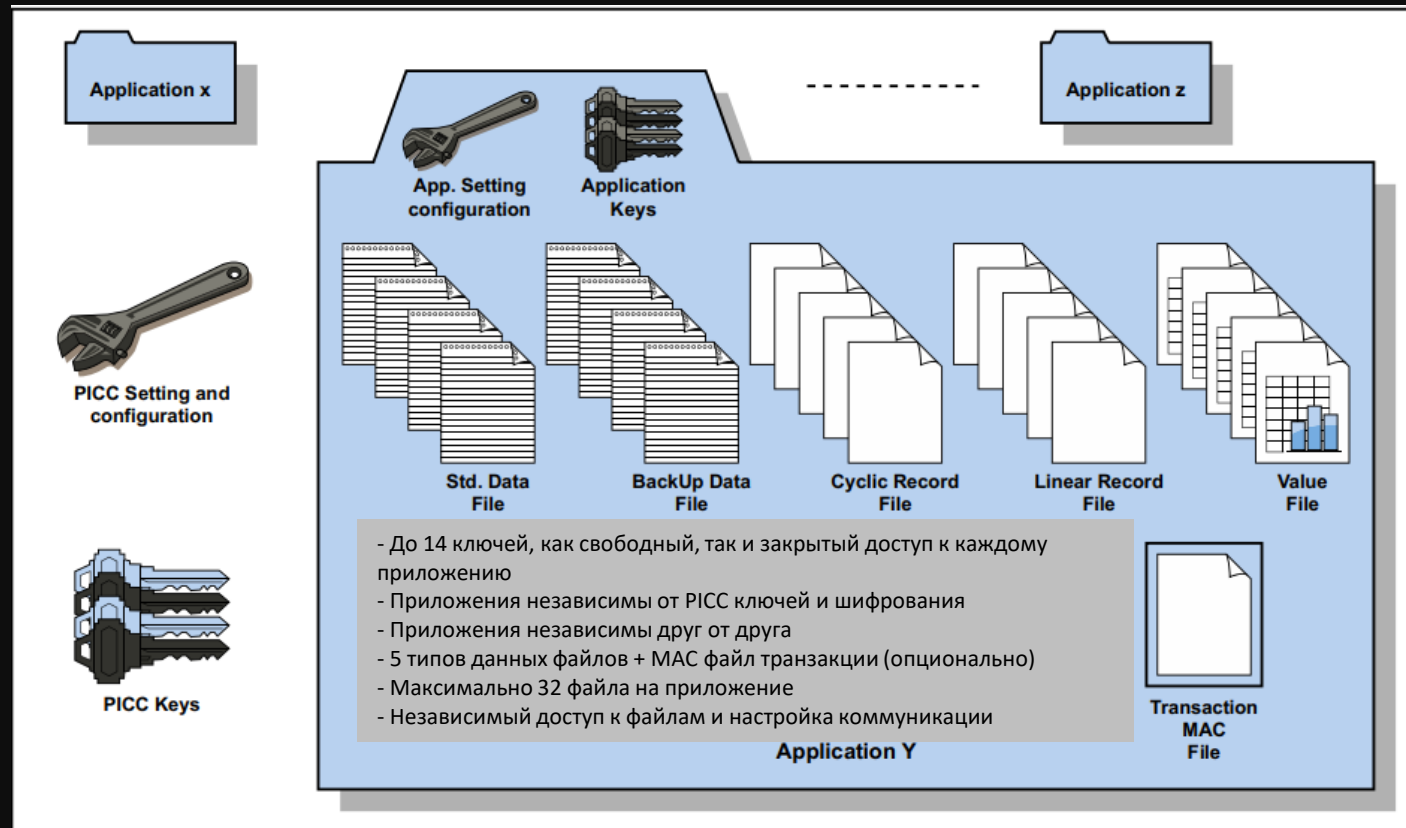 Application x
Application z
App. Setting
configuration
Application
Keys
PICC Setting and
configuration
Std. Data
File
BackUp Data
File
Cyclic Record
File
Linear Record
File
Value
File
- До 14 ключей, как свободный, так и закрытый доступ к каждому
приложению
- Приложения независимы от PICC ключей и шифрования
- Приложения независимы друг от друга
- 5 типов данных файлов + MAC файл транзакции (опционально)
- Максимально 32 файла на приложение
- Независимый доступ к файлам и настройка коммуникации
PICC Keys
Transaction
MAC
File
Application Y